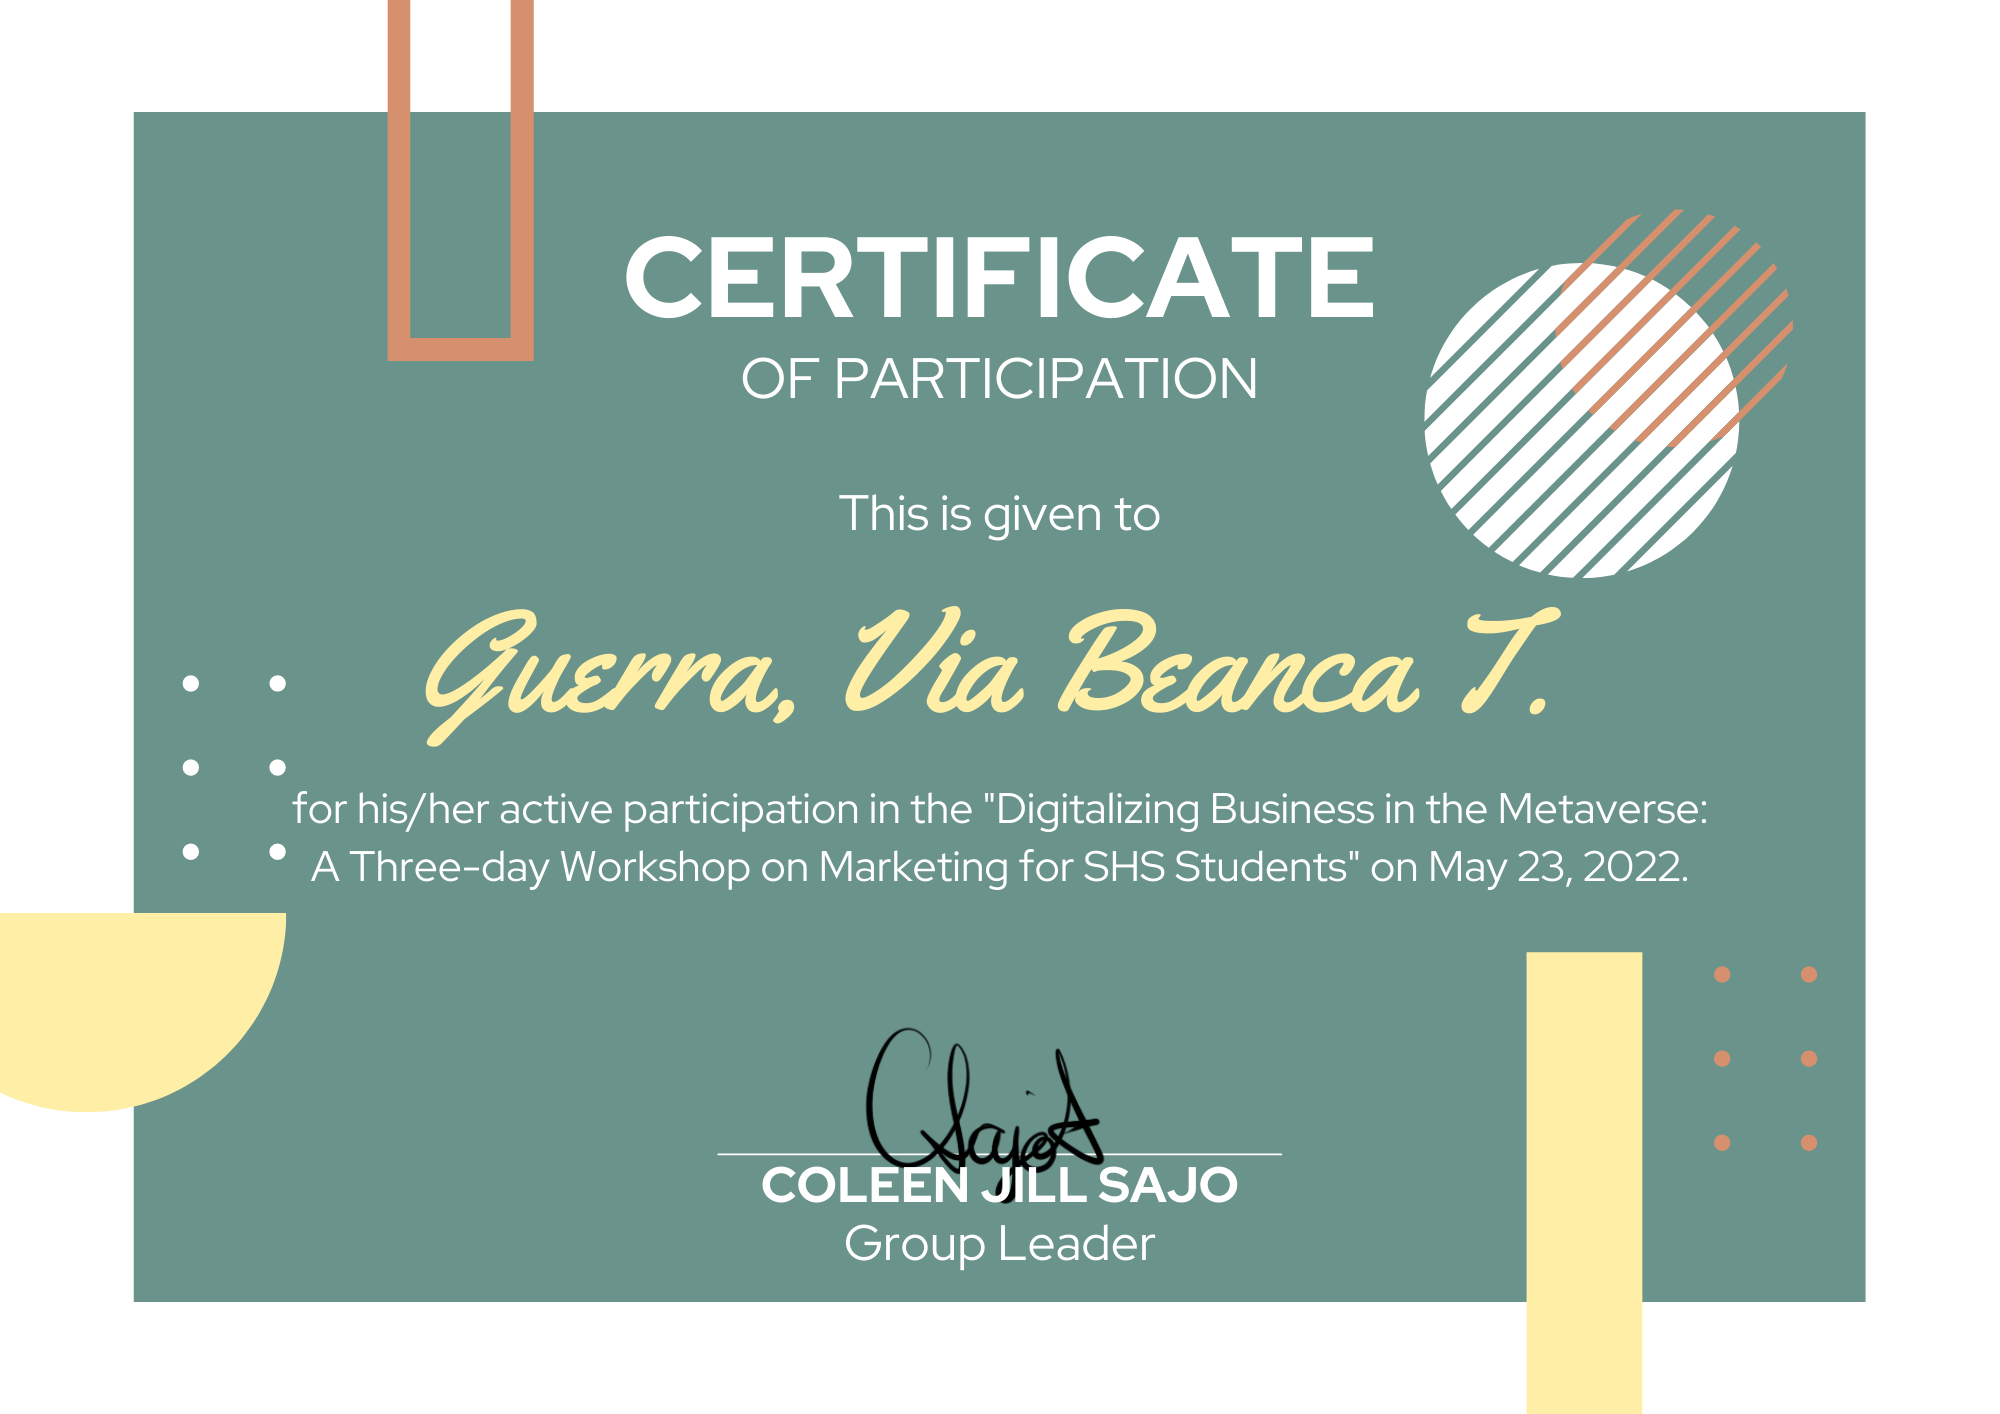 CERTIFICATE
OF PARTICIPATION
This is given to
Guerra, Via Beanca T.
for his/her active participation in the "Digitalizing Business in the Metaverse:
A Three-day Workshop on Marketing for SHS Students" on May 23, 2022.
CSajo
COLEEN JILL SAJO
Group Leader